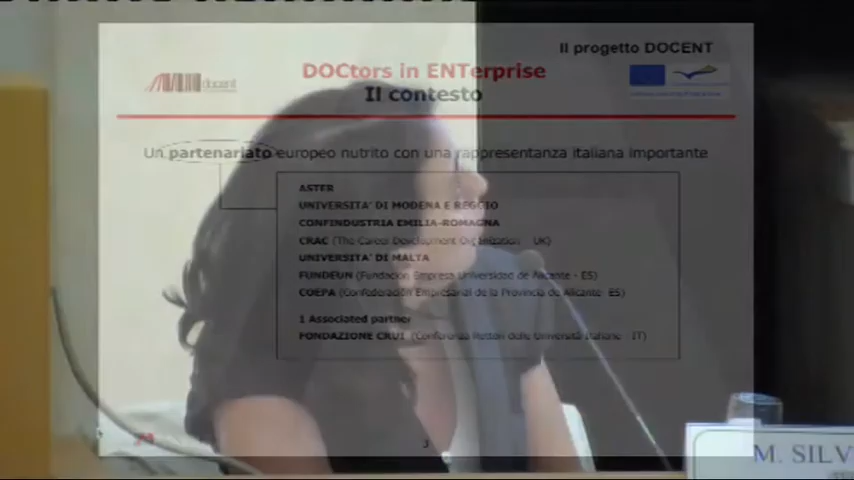 Il progetto DOCENT
DOCtors in ENTerprise
docent
Il contesto
Un partenariato europeo nutrito con una rappresentanza italiana importante
ASTER
UNIVERSITA' DI MODENA E REGGIO
CONFINDUSTRIA EMILIA-ROMAGNA
CRAC (The Career Development Organization - UK)
UNIVERSITA' DI MALTA
FUNDEUN (Fundación Empresa Universidad de Alicante - ES)
COEPA (Confederación Empresarial de la Provincia de Alicante- ES)
1 Associated partner
FONDAZIONE CRUI (Conferenza Rettori delle Università Italiane - IT)
3
M. SILV